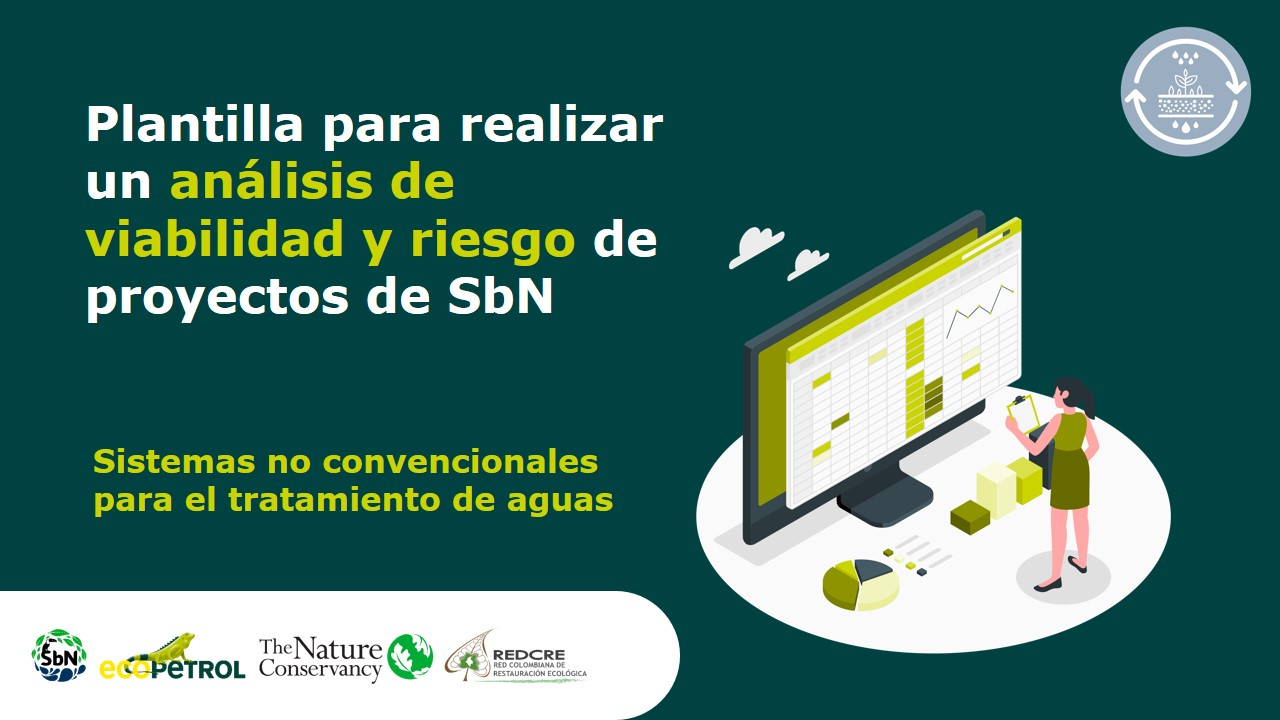 Plantilla para realizar
un análisis de
viabilidad y riesgo de
proyectos de SbN
Sistemas no convencionales
para el tratamiento de aguas
SbN
ecopetrol
The Nature
Conservancy
REDCRE
RED COLOMBIANA DE
RESTAURACIÓN ECOLÓGICA